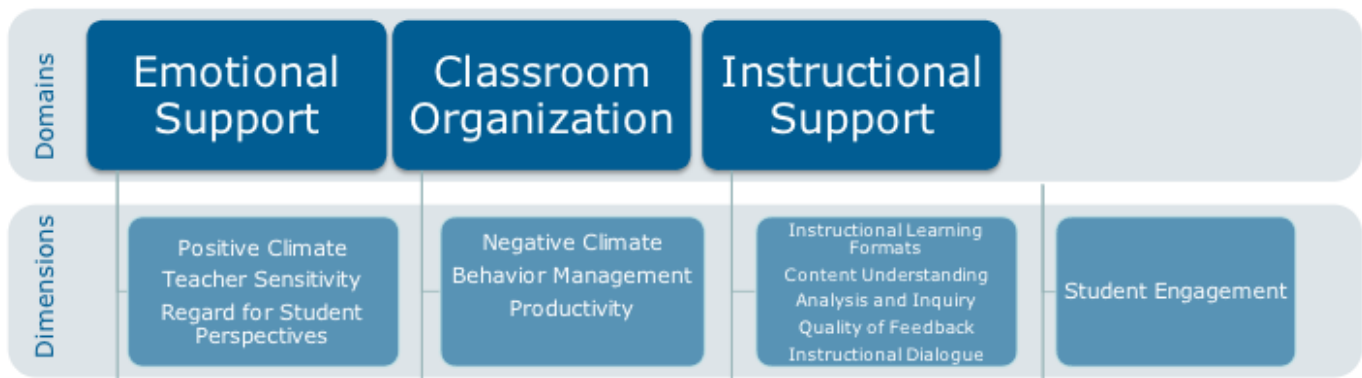 Domains
Emotional
Support
Classroom
Organization
Instructional
Support
Dimensions
Positive Climate
Teacher Sensitivity
Regard for Student
Perspectives
Negative Climate
Behavior Management
Productivity
Instructional Learning
Formats
Content Understanding
Analysis and Inquiry
Quality of Feedback
Instructional Dialogue
Student Engagement